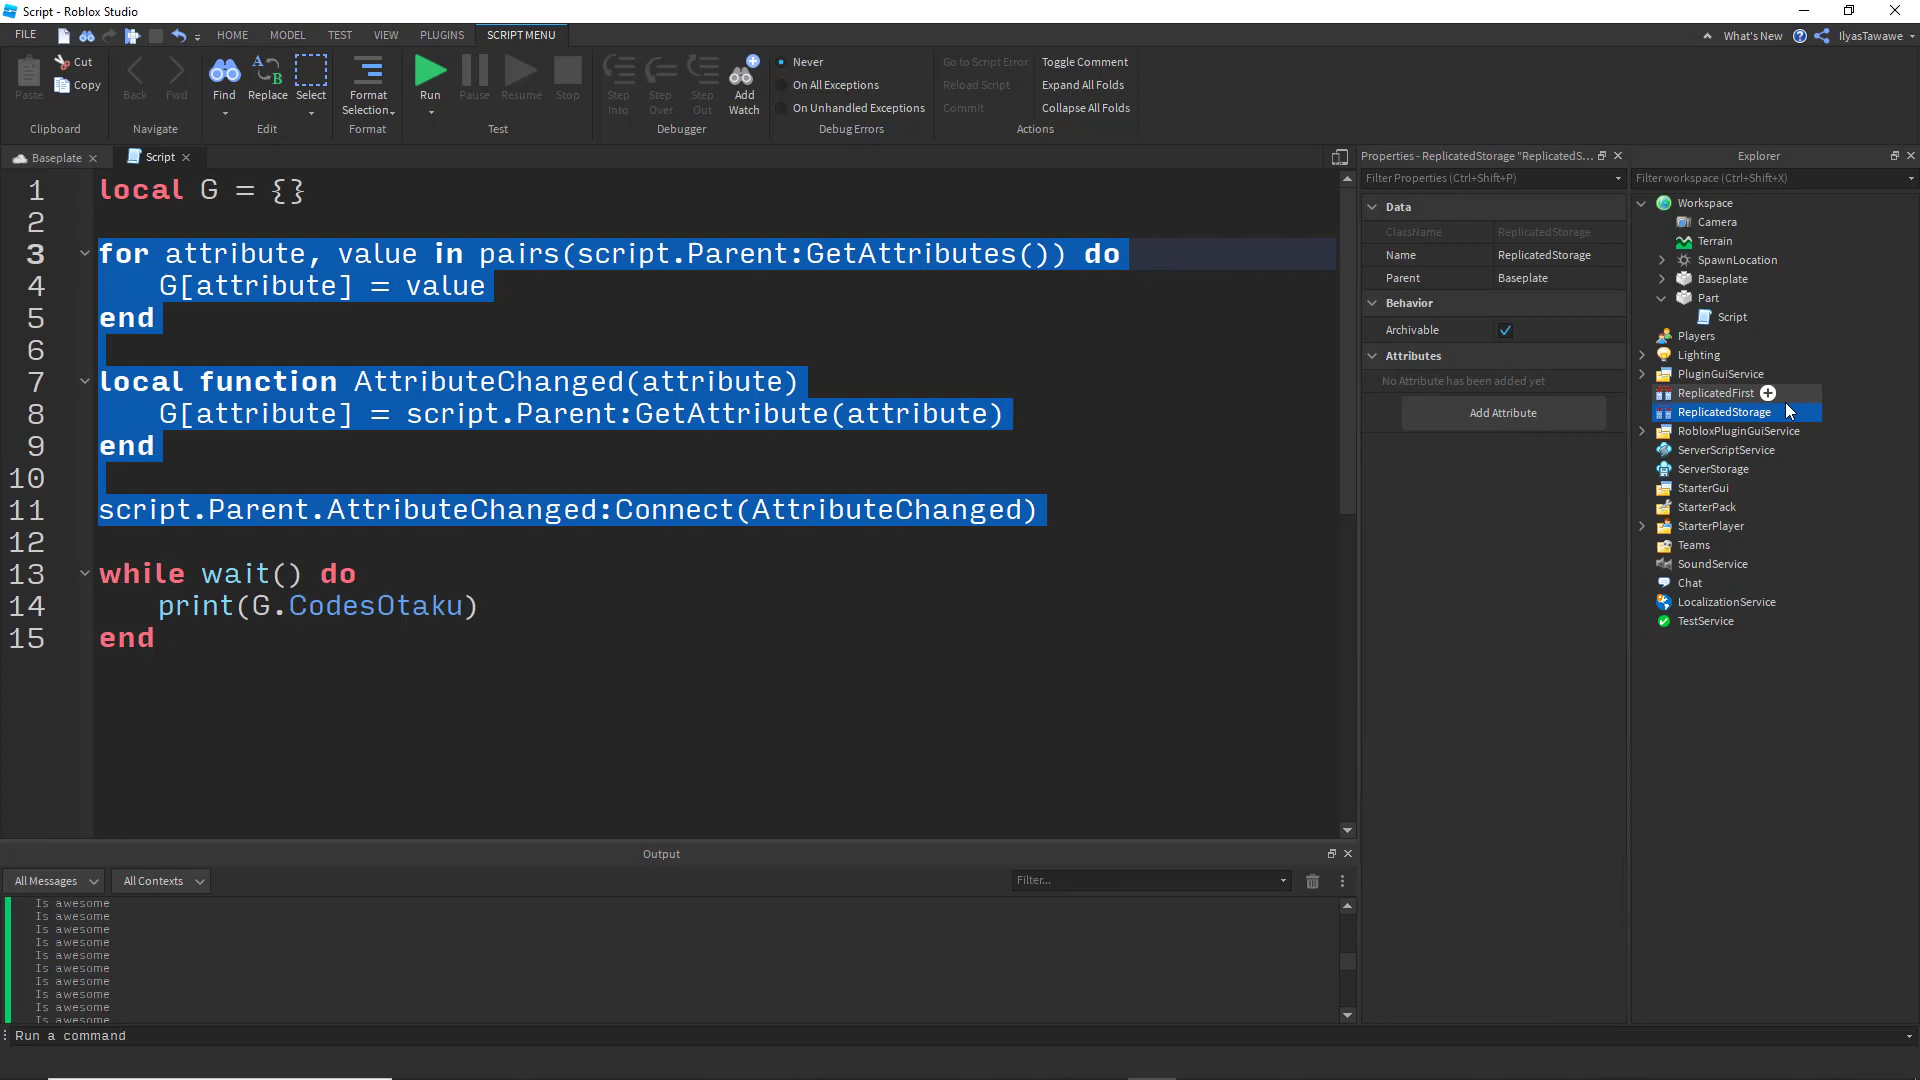 Script - Roblox Studio
FILE
HOME
MODEL
TEST
VIEW
PLUGINS
SCRIPT MENU
What's New
IlyasTawawe
Paste
Cut
Copy
Clipboard
Back
Fwd
Navigate
Find
Replace
Select
Edit
Format
Selection
Format
Run
Pause
Resume
Stop
Test
Step
Into
Step
Over
Step
Out
Add
Watch
Debugger
Never
On All Exceptions
On Unhandled Exceptions
Debug Errors
Go to Script Error
Reload Script
Commit
Toggle Comment
Expand All Folds
Collapse All Folds
Actions
Baseplate
Script
1 local G = {}
2
3 for attribute, value in pairs(script.Parent:GetAttributes()) do
4 G[attribute] = value
5 end
6
7 local function AttributeChanged(attribute)
8 G[attribute] = script.Parent:GetAttribute(attribute)
9 end
10
11 script.Parent.AttributeChanged:Connect(AttributeChanged)
12
13 while wait() do
14 print(G.CodesOtaku)
15 end
Properties - ReplicatedStorage "ReplicatedS...
Filter Properties (Ctrl+Shift+P)
Data
ClassName ReplicatedStorage
Name ReplicatedStorage
Parent Baseplate
Behavior
Archivable
Attributes
No Attribute has been added yet
Add Attribute
Explorer
Filter workspace (Ctrl+Shift+X)
Workspace
Camera
Terrain
SpawnLocation
Baseplate
Part
Script
Players
Lighting
PluginGuiService
ReplicatedFirst
ReplicatedStorage
RobloxPluginGuiService
ServerScriptService
ServerStorage
StarterGui
StarterPack
StarterPlayer
Teams
SoundService
Chat
LocalizationService
TestService
Output
All Messages
All Contexts
Filter...
Is awesome
Is awesome
Is awesome
Is awesome
Is awesome
Is awesome
Is awesome
Is awesome
Is awesome
Is awesome
Run a command